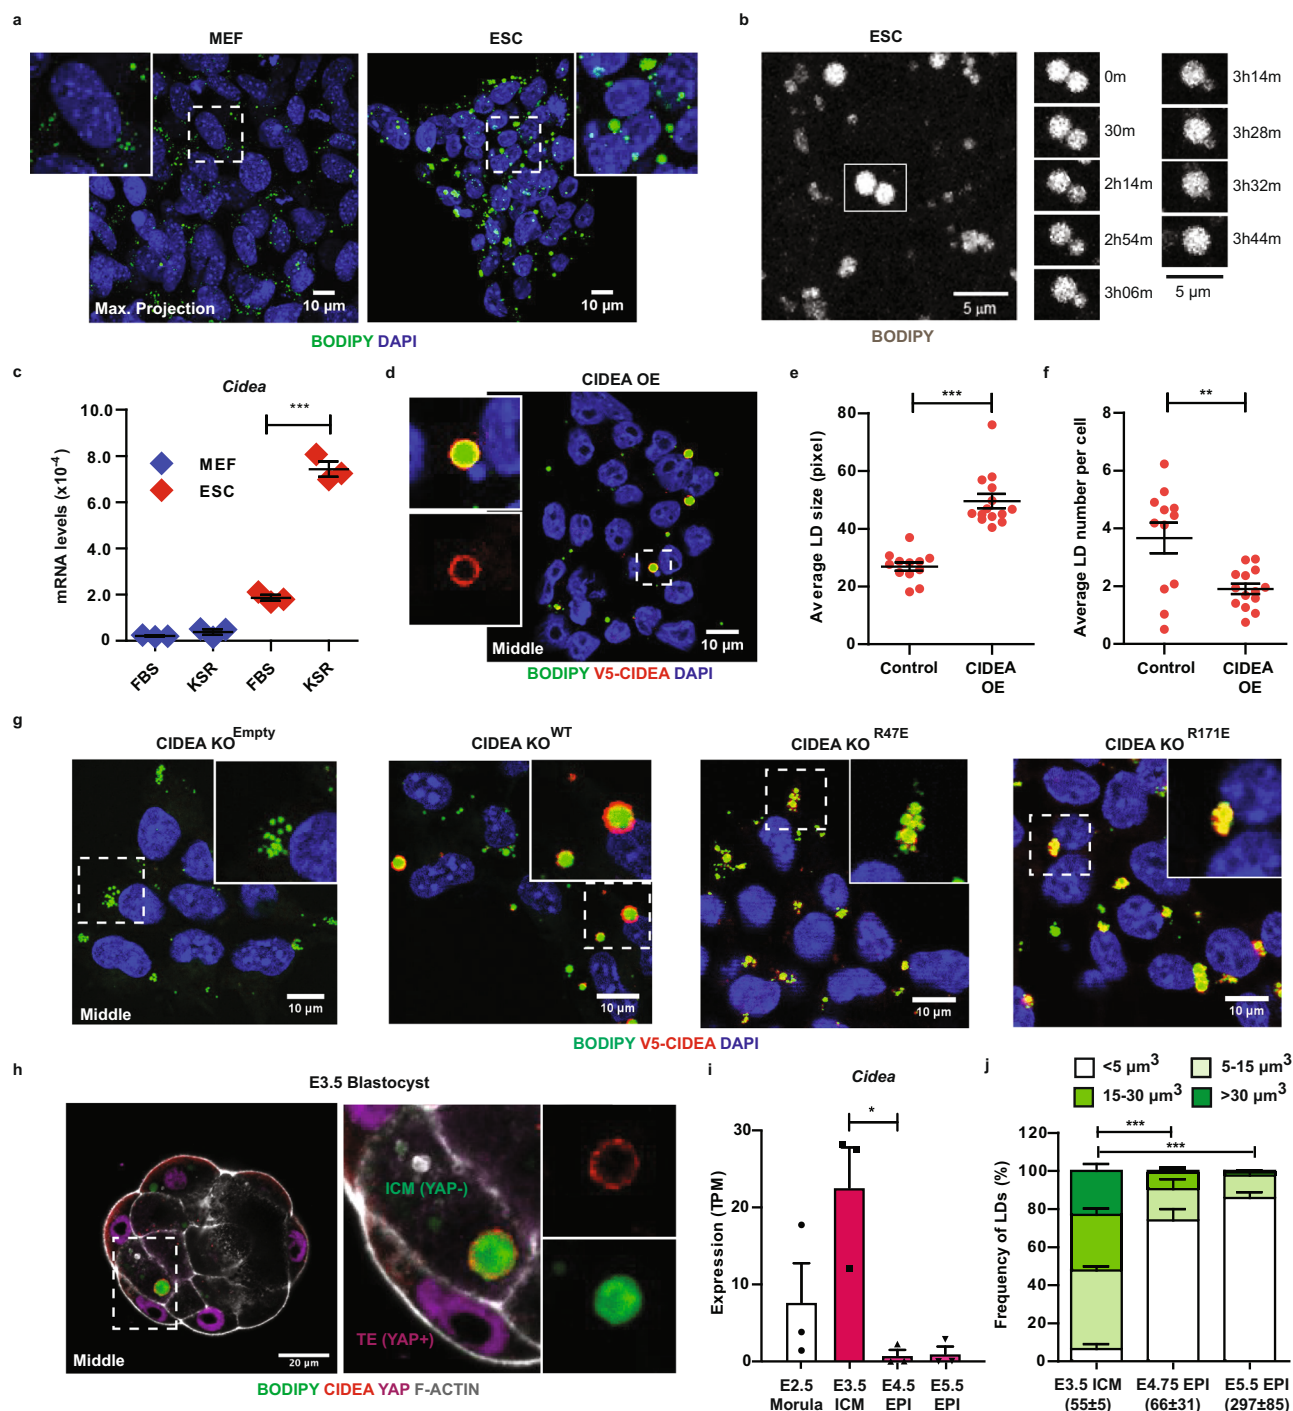 a
MEF
ESC
Max. Projection
10 µm
10 µm
BODIPY DAPI
b
ESC
5 µm
BODIPY
0m
30m
2h14m
2h54m
3h06m
3h14m
3h28m
3h32m
3h44m
5 µm
c
Cidea
***
mRNA levels (x10-4)
10.0
8.0
6.0
4.0
2.0
0
MEF
ESC
FBS
KSR
FBS
KSR
d
CIDEA OE
Middle
10 µm
BODIPY V5-CIDEA DAPI
e
***
Average LD size (pixel)
80
60
40
20
0
Control
CIDEA
OE
f
**
Average LD number per cell
8
6
4
2
0
Control
CIDEA
OE
g
CIDEA KO Empty
CIDEA KO WT
CIDEA KO R47E
CIDEA KO R171E
Middle
10 µm
10 µm
10 µm
10 µm
BODIPY V5-CIDEA DAPI
h
E3.5 Blastocyst
Middle
20 µm
ICM (YAP-)
TE (YAP+)
BODIPY CIDEA YAP F-ACTIN
i
Cidea
*
Expression (TPM)
30
20
10
0
E2.5
Morula
E3.5
ICM
E4.5
EPI
E5.5
EPI
j
<5 µm3
5-15 µm3
15-30 µm3
>30 µm3
***
***
Frequency of LDs (%)
120
100
80
60
40
20
0
E3.5 ICM
(55±5)
E4.75 EPI
(66±31)
E5.5 EPI
(297±85)